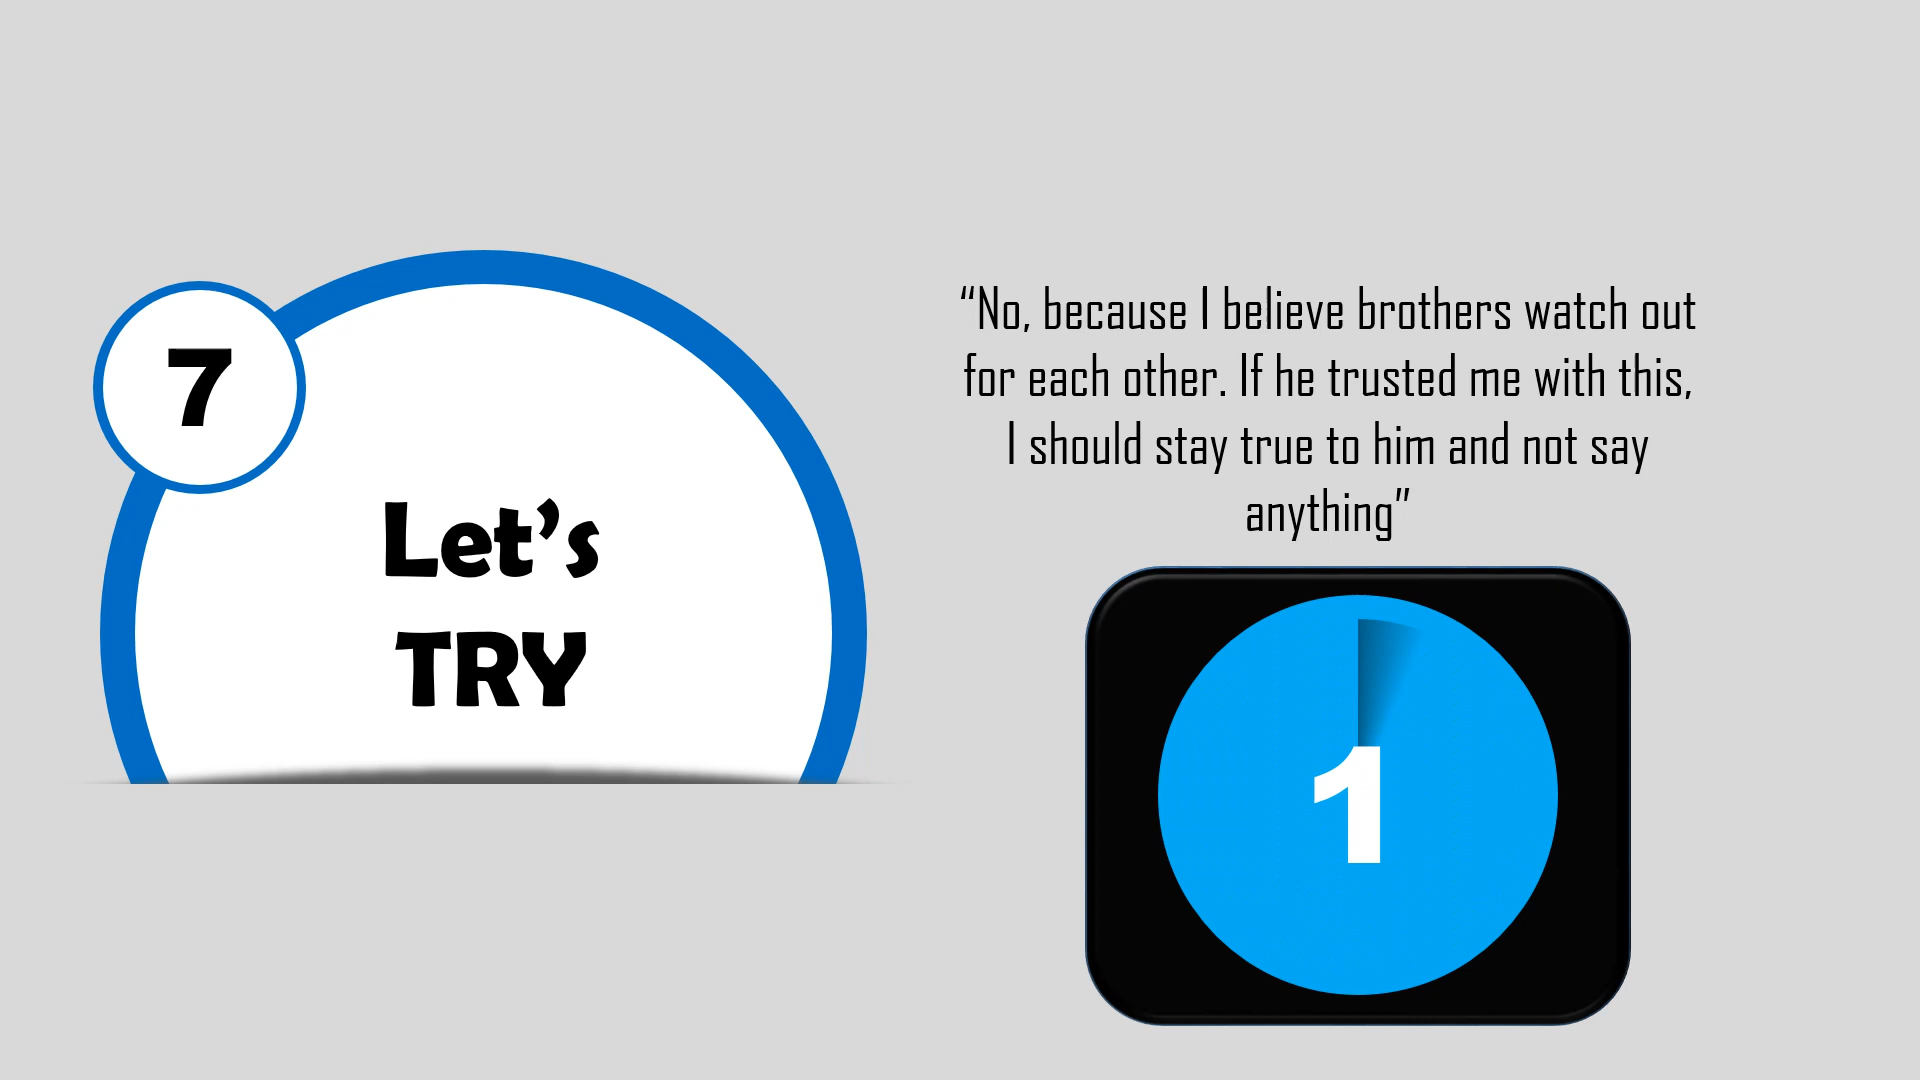 7
Let’s
TRY
“No, because I believe brothers watch out
for each other. If he trusted me with this,
I should stay true to him and not say
anything”
1